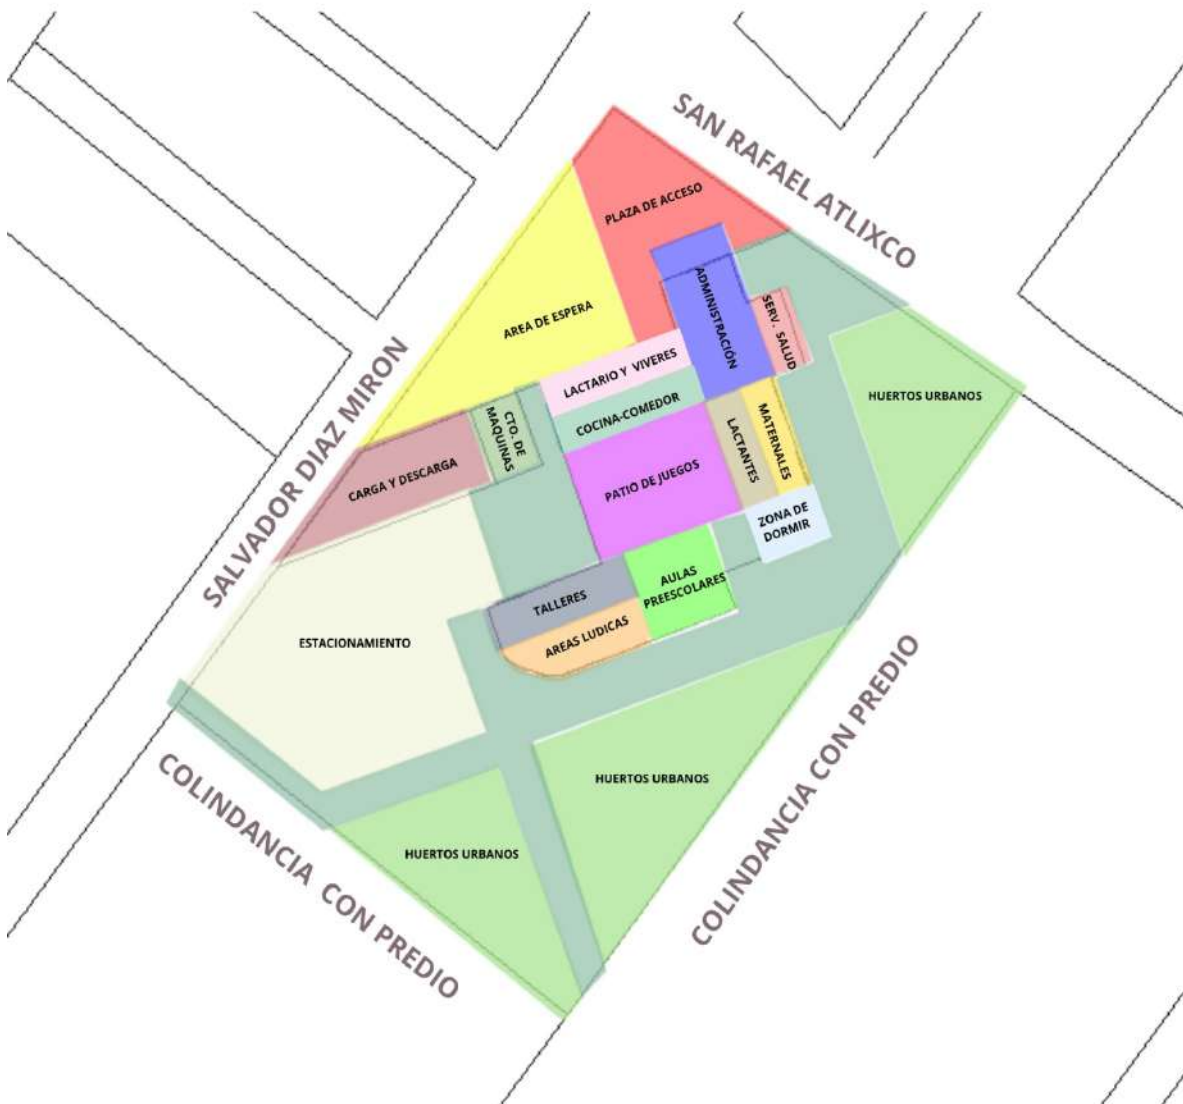 SAN RAFAEL ATLIXCO
PLAZA DE ACCESO
ADMINISTRACIÓN
SERV. SALUD
AREA DE ESPERA
LACTARIO Y VIVERES
HUERTOS URBANOS
SALVADOR DIAZ MIRON
CTO. DE
MAQUINAS
COCINA-COMEDOR
LACTANTES
MATERNALES
CARGA Y DESCARGA
PATIO DE JUEGOS
ZONA DE
DORMIR
AULAS
PREESCOLARES
TALLERES
AREAS LUDICAS
ESTACIONAMIENTO
HUERTOS URBANOS
COLINDANCIA CON PREDIO
HUERTOS URBANOS
COLINDANCIA CON PREDIO